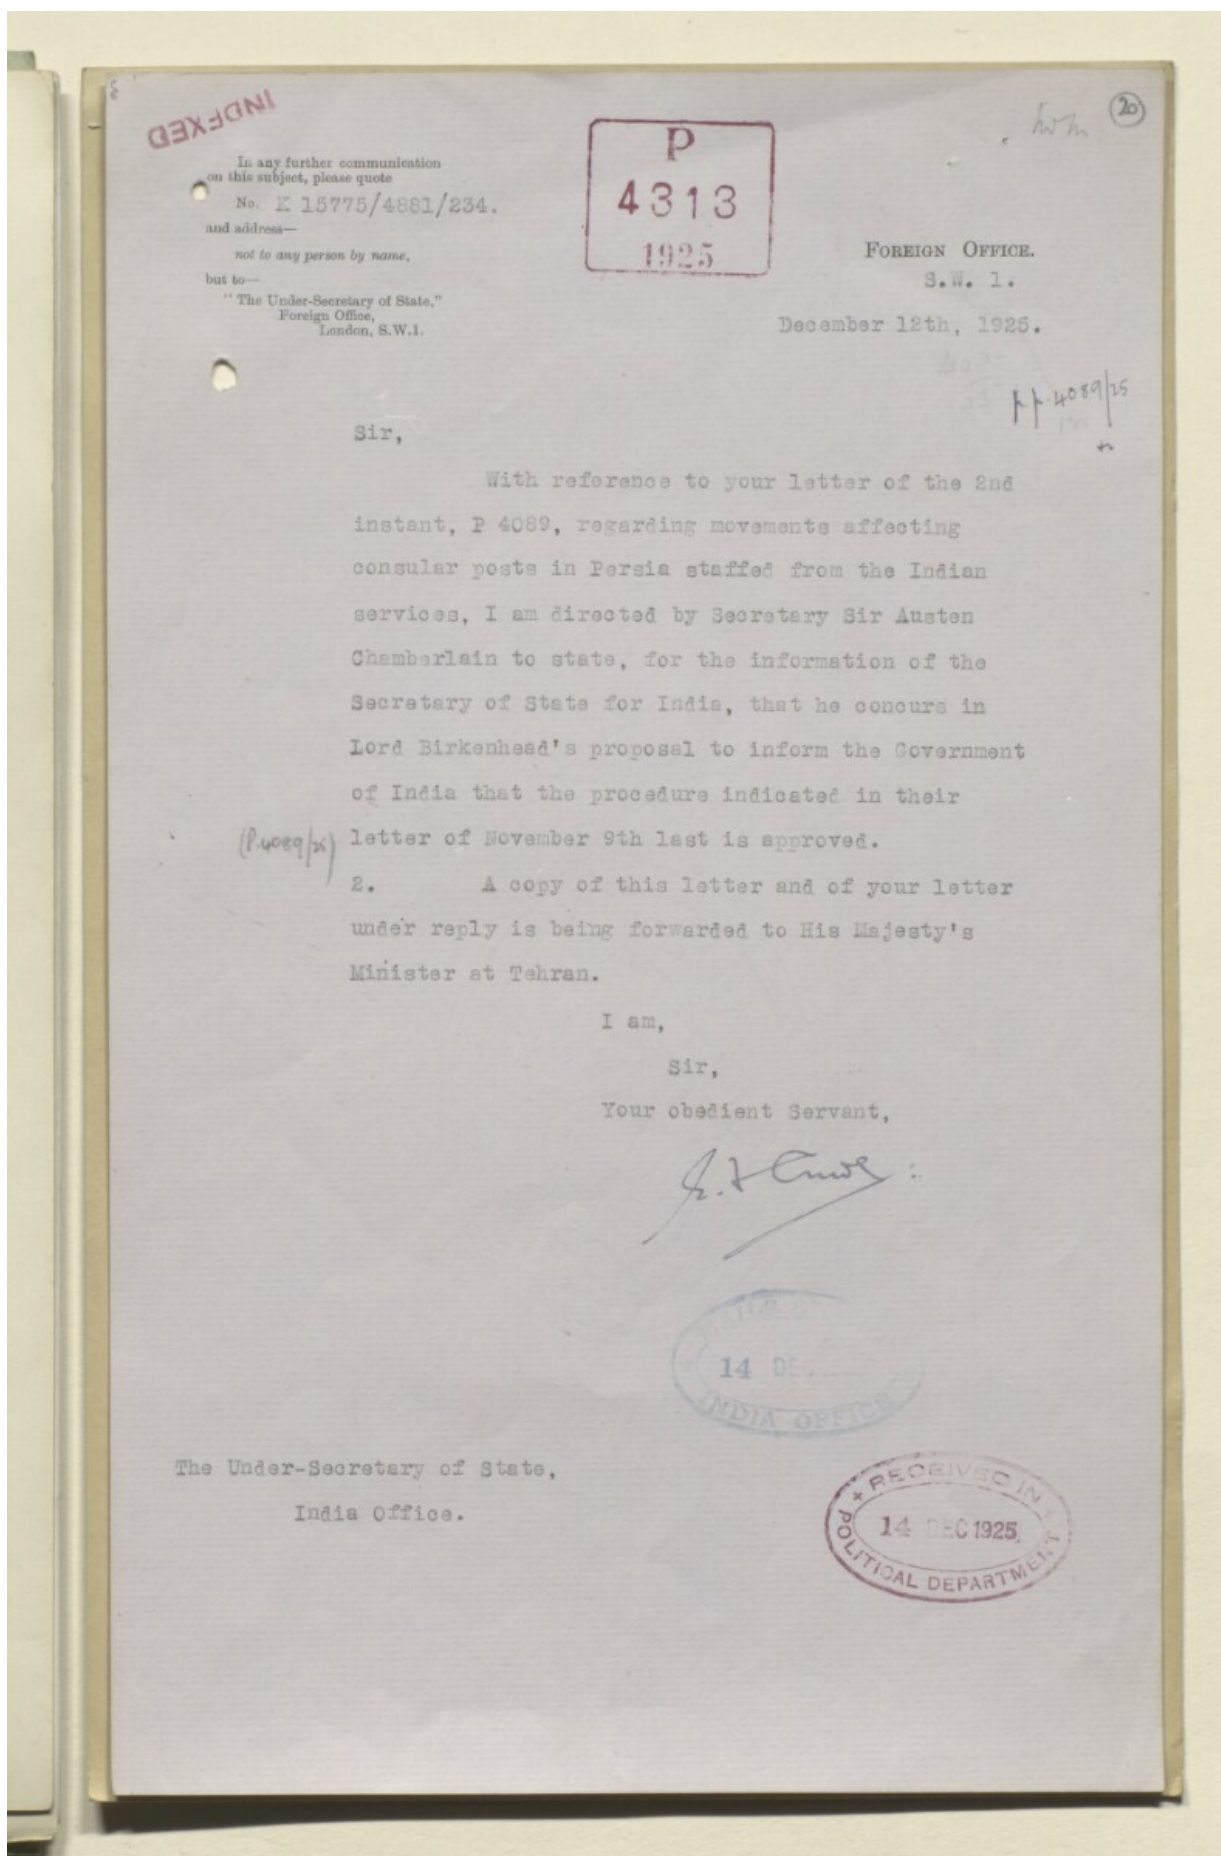 INDEXED
20
In any further communication
on this subject, please quote
No. K 15775/4881/234.
and address—
not to any person by name,
but to—
"The Under-Secretary of State,"
Foreign Office,
London, S.W.1.
P
4313
1925
FOREIGN OFFICE.
S.W. 1.
December 12th, 1925.
p.p. 4089/25
Sir,
With reference to your letter of the 2nd
instant, P 4089, regarding movements affecting
consular posts in Persia staffed from the Indian
services, I am directed by Secretary Sir Austen
Chamberlain to state, for the information of the
Secretary of State for India, that he concurs in
Lord Birkenhead's proposal to inform the Government
of India that the procedure indicated in their
letter of November 9th last is approved.
(P.4089/25)
2. A copy of this letter and of your letter
under reply is being forwarded to His Majesty's
Minister at Tehran.
I am,
Sir,
Your obedient Servant,
14 DEC
INDIA OFFICE
The Under-Secretary of State,
India Office.
RECEIVED IN
14 DEC 1925
POLITICAL DEPARTMENT